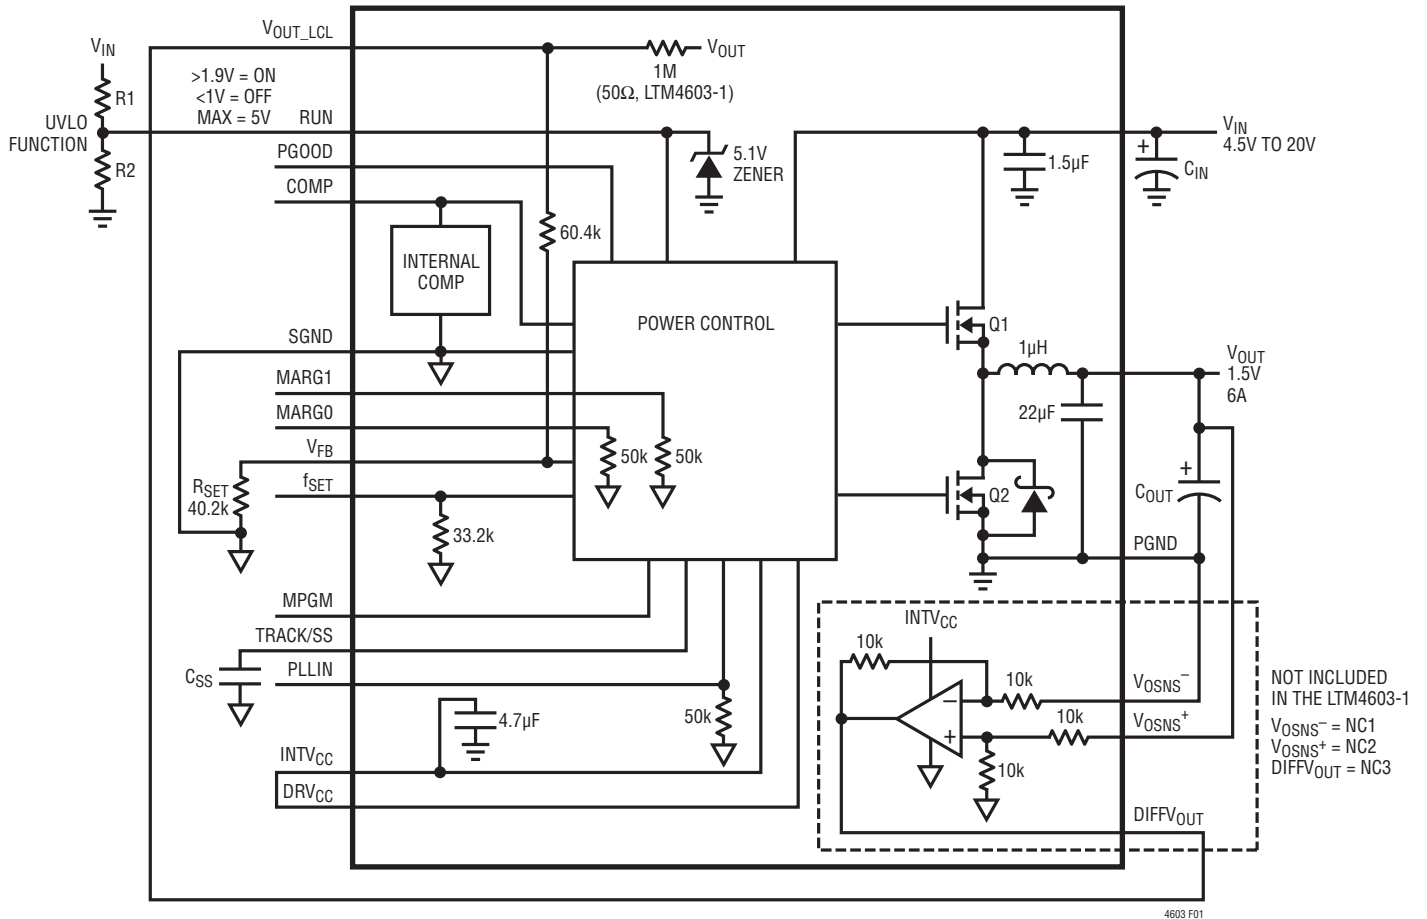 VOUT_LCL
VIN
R1
>1.9V = ON
<1V = OFF
MAX = 5V
UVLO
FUNCTION
R2
RUN
PGOOD
COMP
VOUT
1M
(50Ω, LTM4603-1)
5.1V
ZENER
1.5µF
CIN
VIN
4.5V TO 20V
60.4k
INTERNAL
COMP
POWER CONTROL
Q1
1µH
VOUT
1.5V
6A
22µF
SGND
MARG1
MARG0
VFB
fSET
50k
50k
RSET
40.2k
33.2k
Q2
+
COUT
+
PGND
MPGM
TRACK/SS
CSS
PLLIN
50k
4.7µF
INTVCC
DRVCC
INTVCC
10k
10k
10k
10k
–
+
VOSNS–
VOSNS+
DIFFVOUT
NOT INCLUDED
IN THE LTM4603-1
VOSNS– = NC1
VOSNS+ = NC2
DIFFVOUT = NC3
4603 F01